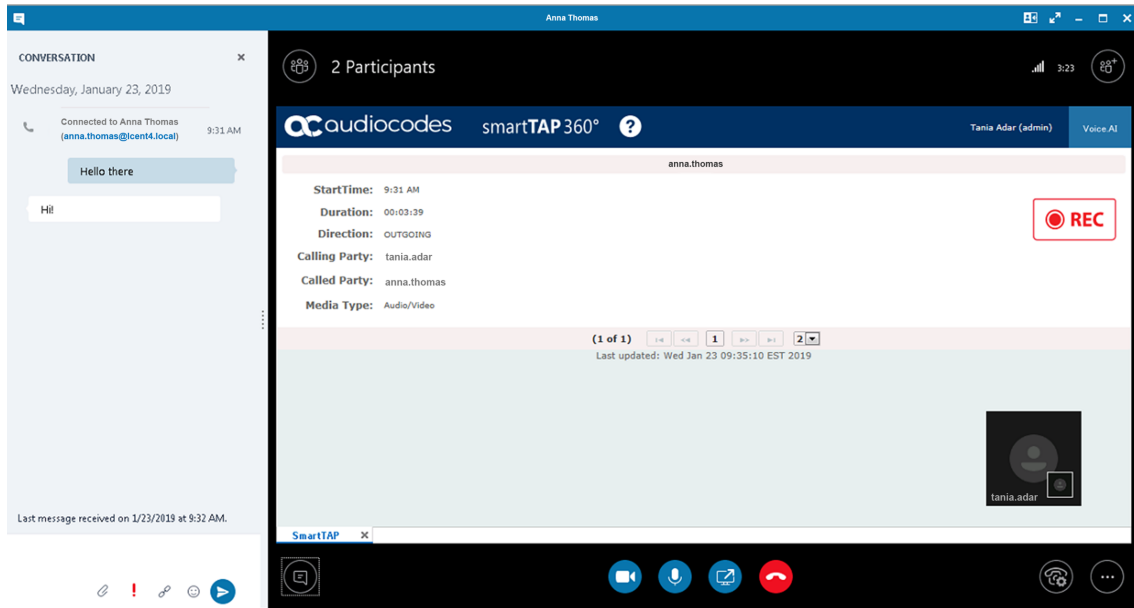 Anna Thomas
CONVERSATION
Wednesday, January 23, 2019
Connected to Anna Thomas
(anna.thomas@lcent4.local)
9:31 AM
Hello there
Hi!
Last message received on 1/23/2019 at 9:32 AM.
2 Participants
3:23
audiocodes smartTAP 360° ?
Tania Adar (admin)
Voice.AI
anna.thomas
StartTime: 9:31 AM
Duration: 00:03:39
Direction: OUTGOING
Calling Party: tania.adar
Called Party: anna.thomas
Media Type: Audio/Video
REC
(1 of 1) 1 2
Last updated: Wed Jan 23 09:35:10 EST 2019
tania.adar
SmartTAP